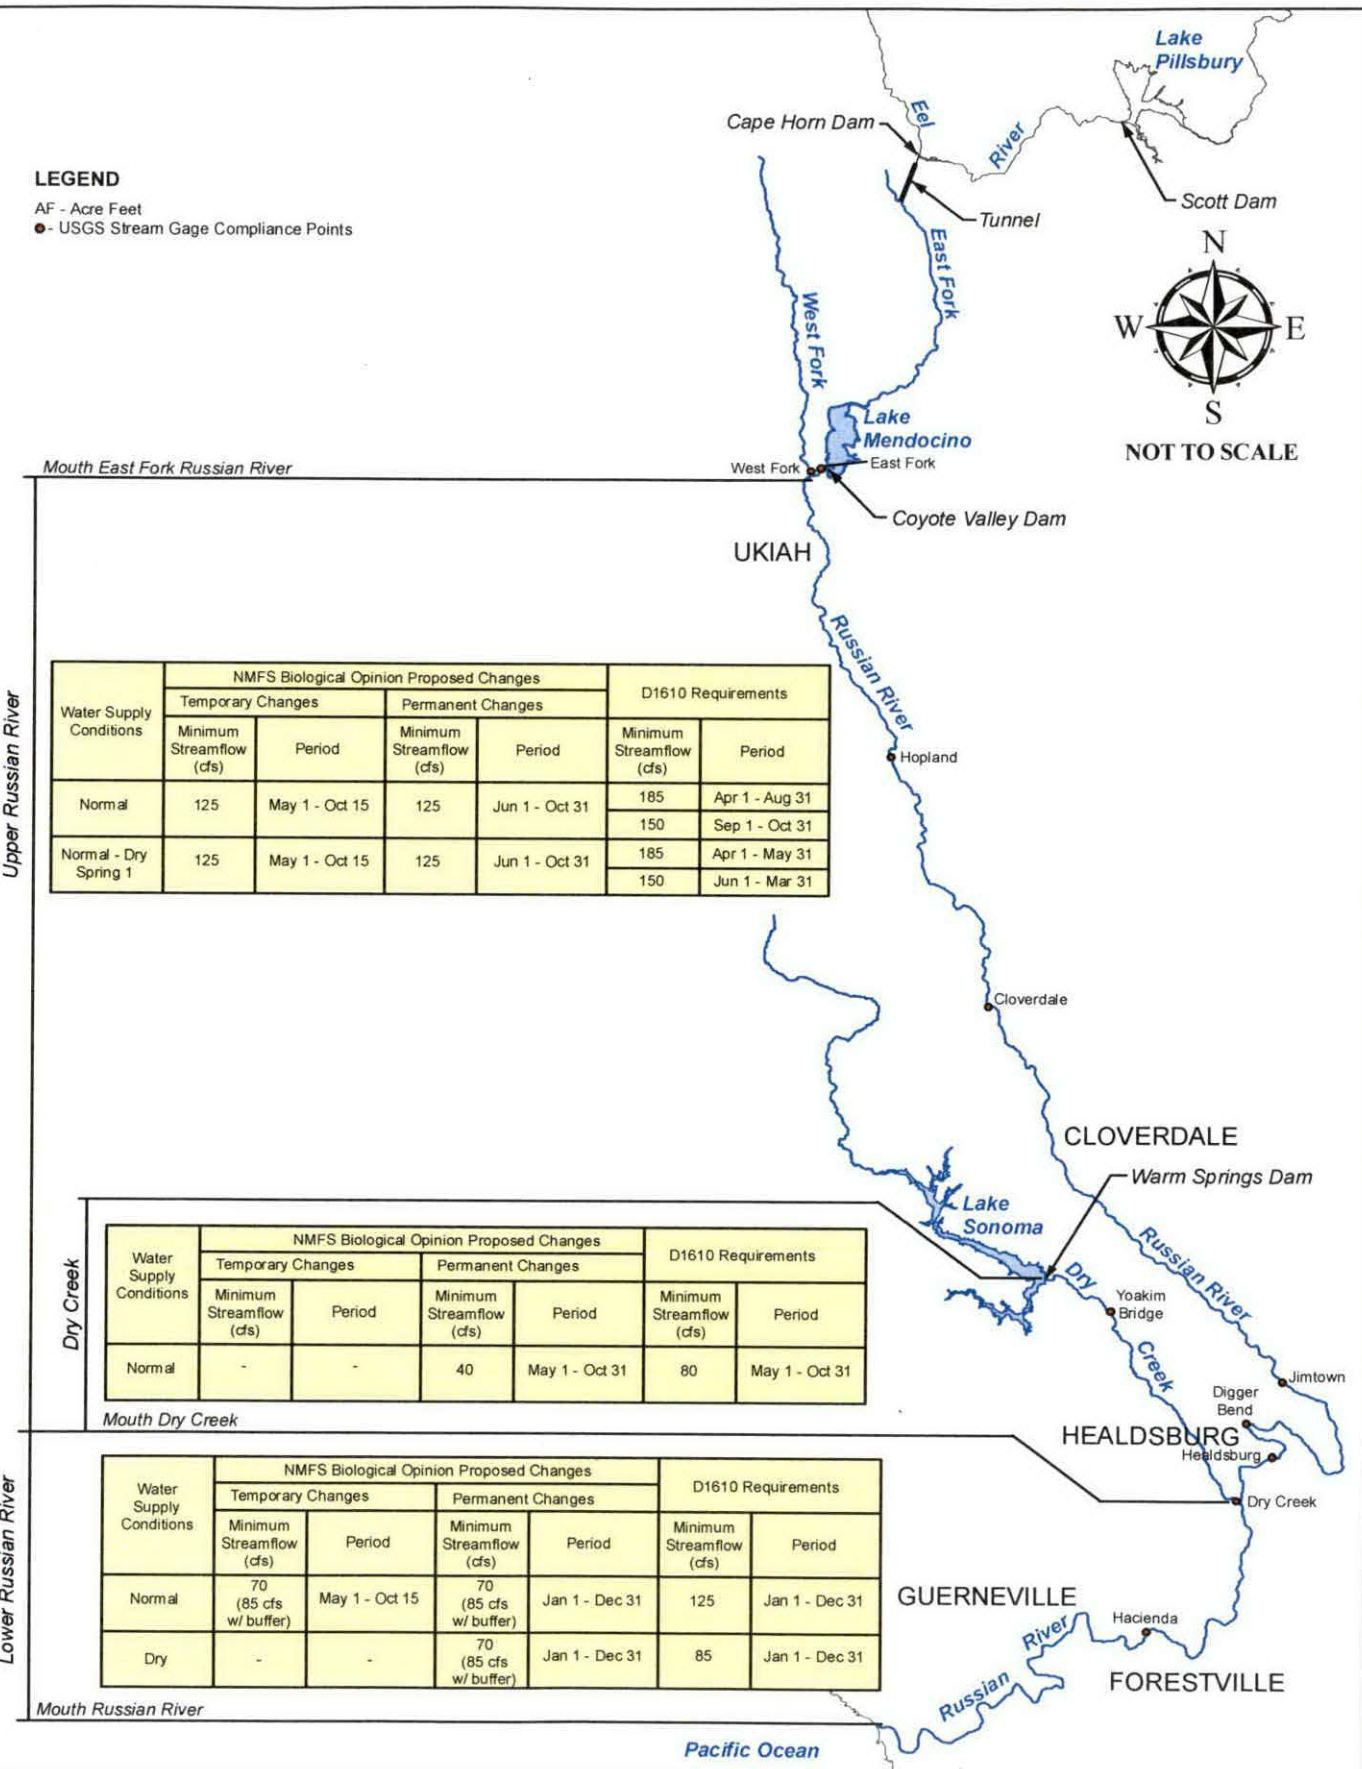 Lake
Pillsbury
Eel
River
Cape Horn Dam
Scott Dam
Tunnel
LEGEND
AF - Acre Feet
- USGS Stream Gage Compliance Points
N
W
E
S
NOT TO SCALE
East Fork
West Fork
Lake
Mendocino
Mouth East Fork Russian River
West Fork
East Fork
Coyote Valley Dam
UKIAH
Russian River
Upper Russian River
Water Supply
Conditions
NMFS Biological Opinion Proposed Changes
D1610 Requirements
Temporary Changes
Permanent Changes
Minimum
Streamflow
(cfs)
Period
Minimum
Streamflow
(cfs)
Period
Minimum
Streamflow
(cfs)
Period
Normal
125
May 1 - Oct 15
125
Jun 1 - Oct 31
185
Apr 1 - Aug 31
150
Sep 1 - Oct 31
Normal - Dry
Spring 1
125
May 1 - Oct 15
125
Jun 1 - Oct 31
185
Apr 1 - May 31
150
Jun 1 - Mar 31
Hopland
Cloverdale
CLOVERDALE
Warm Springs Dam
Lake
Sonoma
Russian River
Dry
Creek
Yoakim
Bridge
Dry Creek
Water
Supply
Conditions
NMFS Biological Opinion Proposed Changes
D1610 Requirements
Temporary Changes
Permanent Changes
Minimum
Streamflow
(cfs)
Period
Minimum
Streamflow
(cfs)
Period
Minimum
Streamflow
(cfs)
Period
Normal
-
-
40
May 1 - Oct 31
80
May 1 - Oct 31
Mouth Dry Creek
Jimtown
Digger
Bend
HEALDSBURG
Healdsburg
Dry Creek
Lower Russian River
Water
Supply
Conditions
NMFS Biological Opinion Proposed Changes
D1610 Requirements
Temporary Changes
Permanent Changes
Minimum
Streamflow
(cfs)
Period
Minimum
Streamflow
(cfs)
Period
Minimum
Streamflow
(cfs)
Period
Normal
70
(85 cfs
w/ buffer)
May 1 - Oct 15
70
(85 cfs
w/ buffer)
Jan 1 - Dec 31
125
Jan 1 - Dec 31
Dry
-
-
70
(85 cfs
w/ buffer)
Jan 1 - Dec 31
85
Jan 1 - Dec 31
GUERNEVILLE
Hacienda
River
Russian
FORESTVILLE
Mouth Russian River
Pacific Ocean